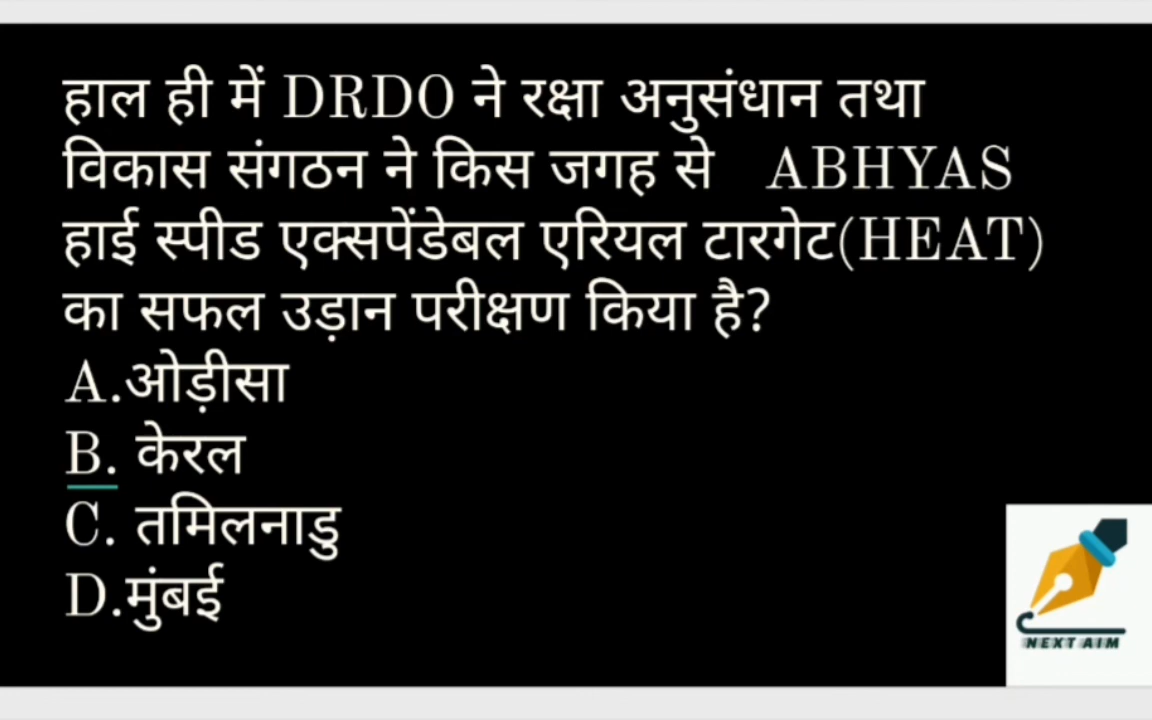 हाल ही में DRDO ने रक्षा अनुसंधान तथा
विकास संगठन ने किस जगह से ABHYAS
हाई स्पीड एक्सपेंडेबल एरियल टारगेट(HEAT)
का सफल उड़ान परीक्षण किया है?
A.ओड़ीसा
B. केरल
C. तमिलनाडु
D.मुंबई
NEXT AIM